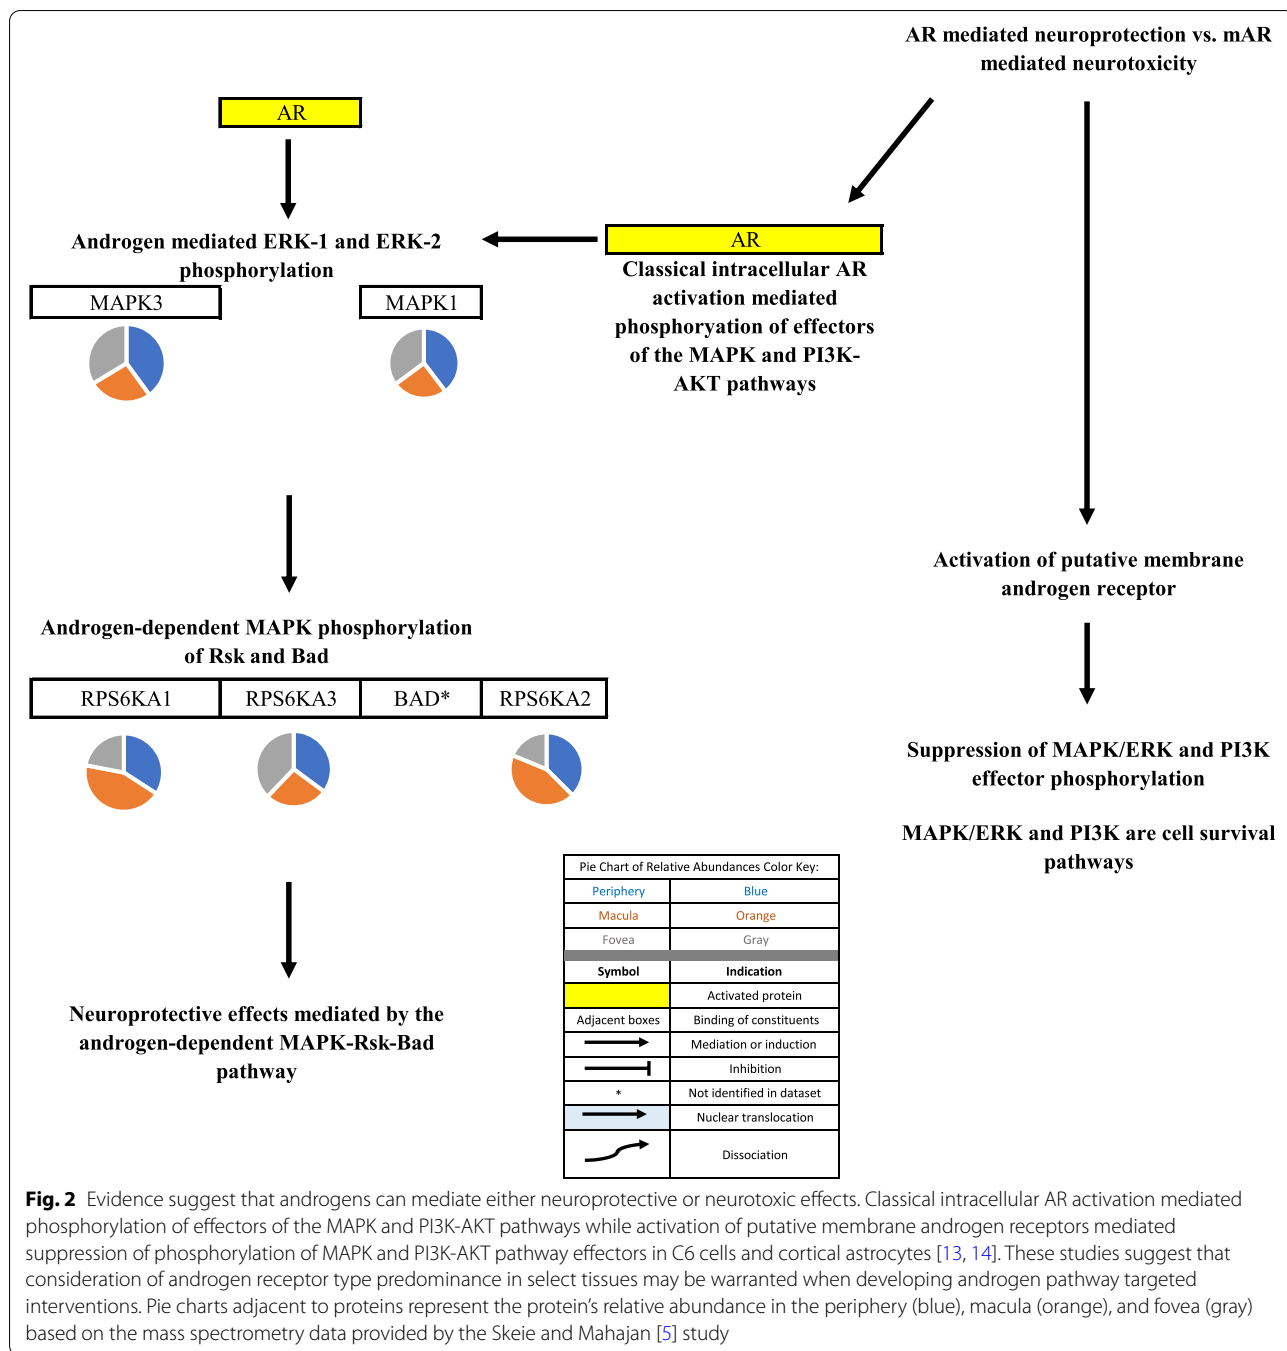 AR mediated neuroprotection vs. mAR
mediated neurotoxicity
AR
Androgen mediated ERK-1 and ERK-2
phosphorylation
MAPK3
MAPK1
AR
Classical intracellular AR
activation mediated
phosphoryation of effectors
of the MAPK and PI3K-
AKT pathways
Activation of putative membrane
androgen receptor
Androgen-dependent MAPK phosphorylation
of Rsk and Bad
RPS6KA1 RPS6KA3 BAD* RPS6KA2
Suppression of MAPK/ERK and PI3K
effector phosphorylation
MAPK/ERK and PI3K are cell survival
pathways
Neuroprotective effects mediated by the
androgen-dependent MAPK-Rsk-Bad
pathway
Pie Chart of Relative Abundances Color Key:
Periphery Blue
Macula Orange
Fovea Gray
Symbol Indication
Activated protein
Adjacent boxes Binding of constituents
Mediation or induction
Inhibition
* Not identified in dataset
Nuclear translocation
Dissociation
Fig. 2 Evidence suggest that androgens can mediate either neuroprotective or neurotoxic effects. Classical intracellular AR activation mediated
phosphorylation of effectors of the MAPK and PI3K-AKT pathways while activation of putative membrane androgen receptors mediated
suppression of phosphorylation of MAPK and PI3K-AKT pathway effectors in C6 cells and cortical astrocytes [13, 14]. These studies suggest that
consideration of androgen receptor type predominance in select tissues may be warranted when developing androgen pathway targeted
interventions. Pie charts adjacent to proteins represent the protein's relative abundance in the periphery (blue), macula (orange), and fovea (gray)
based on the mass spectrometry data provided by the Skeie and Mahajan [5] study